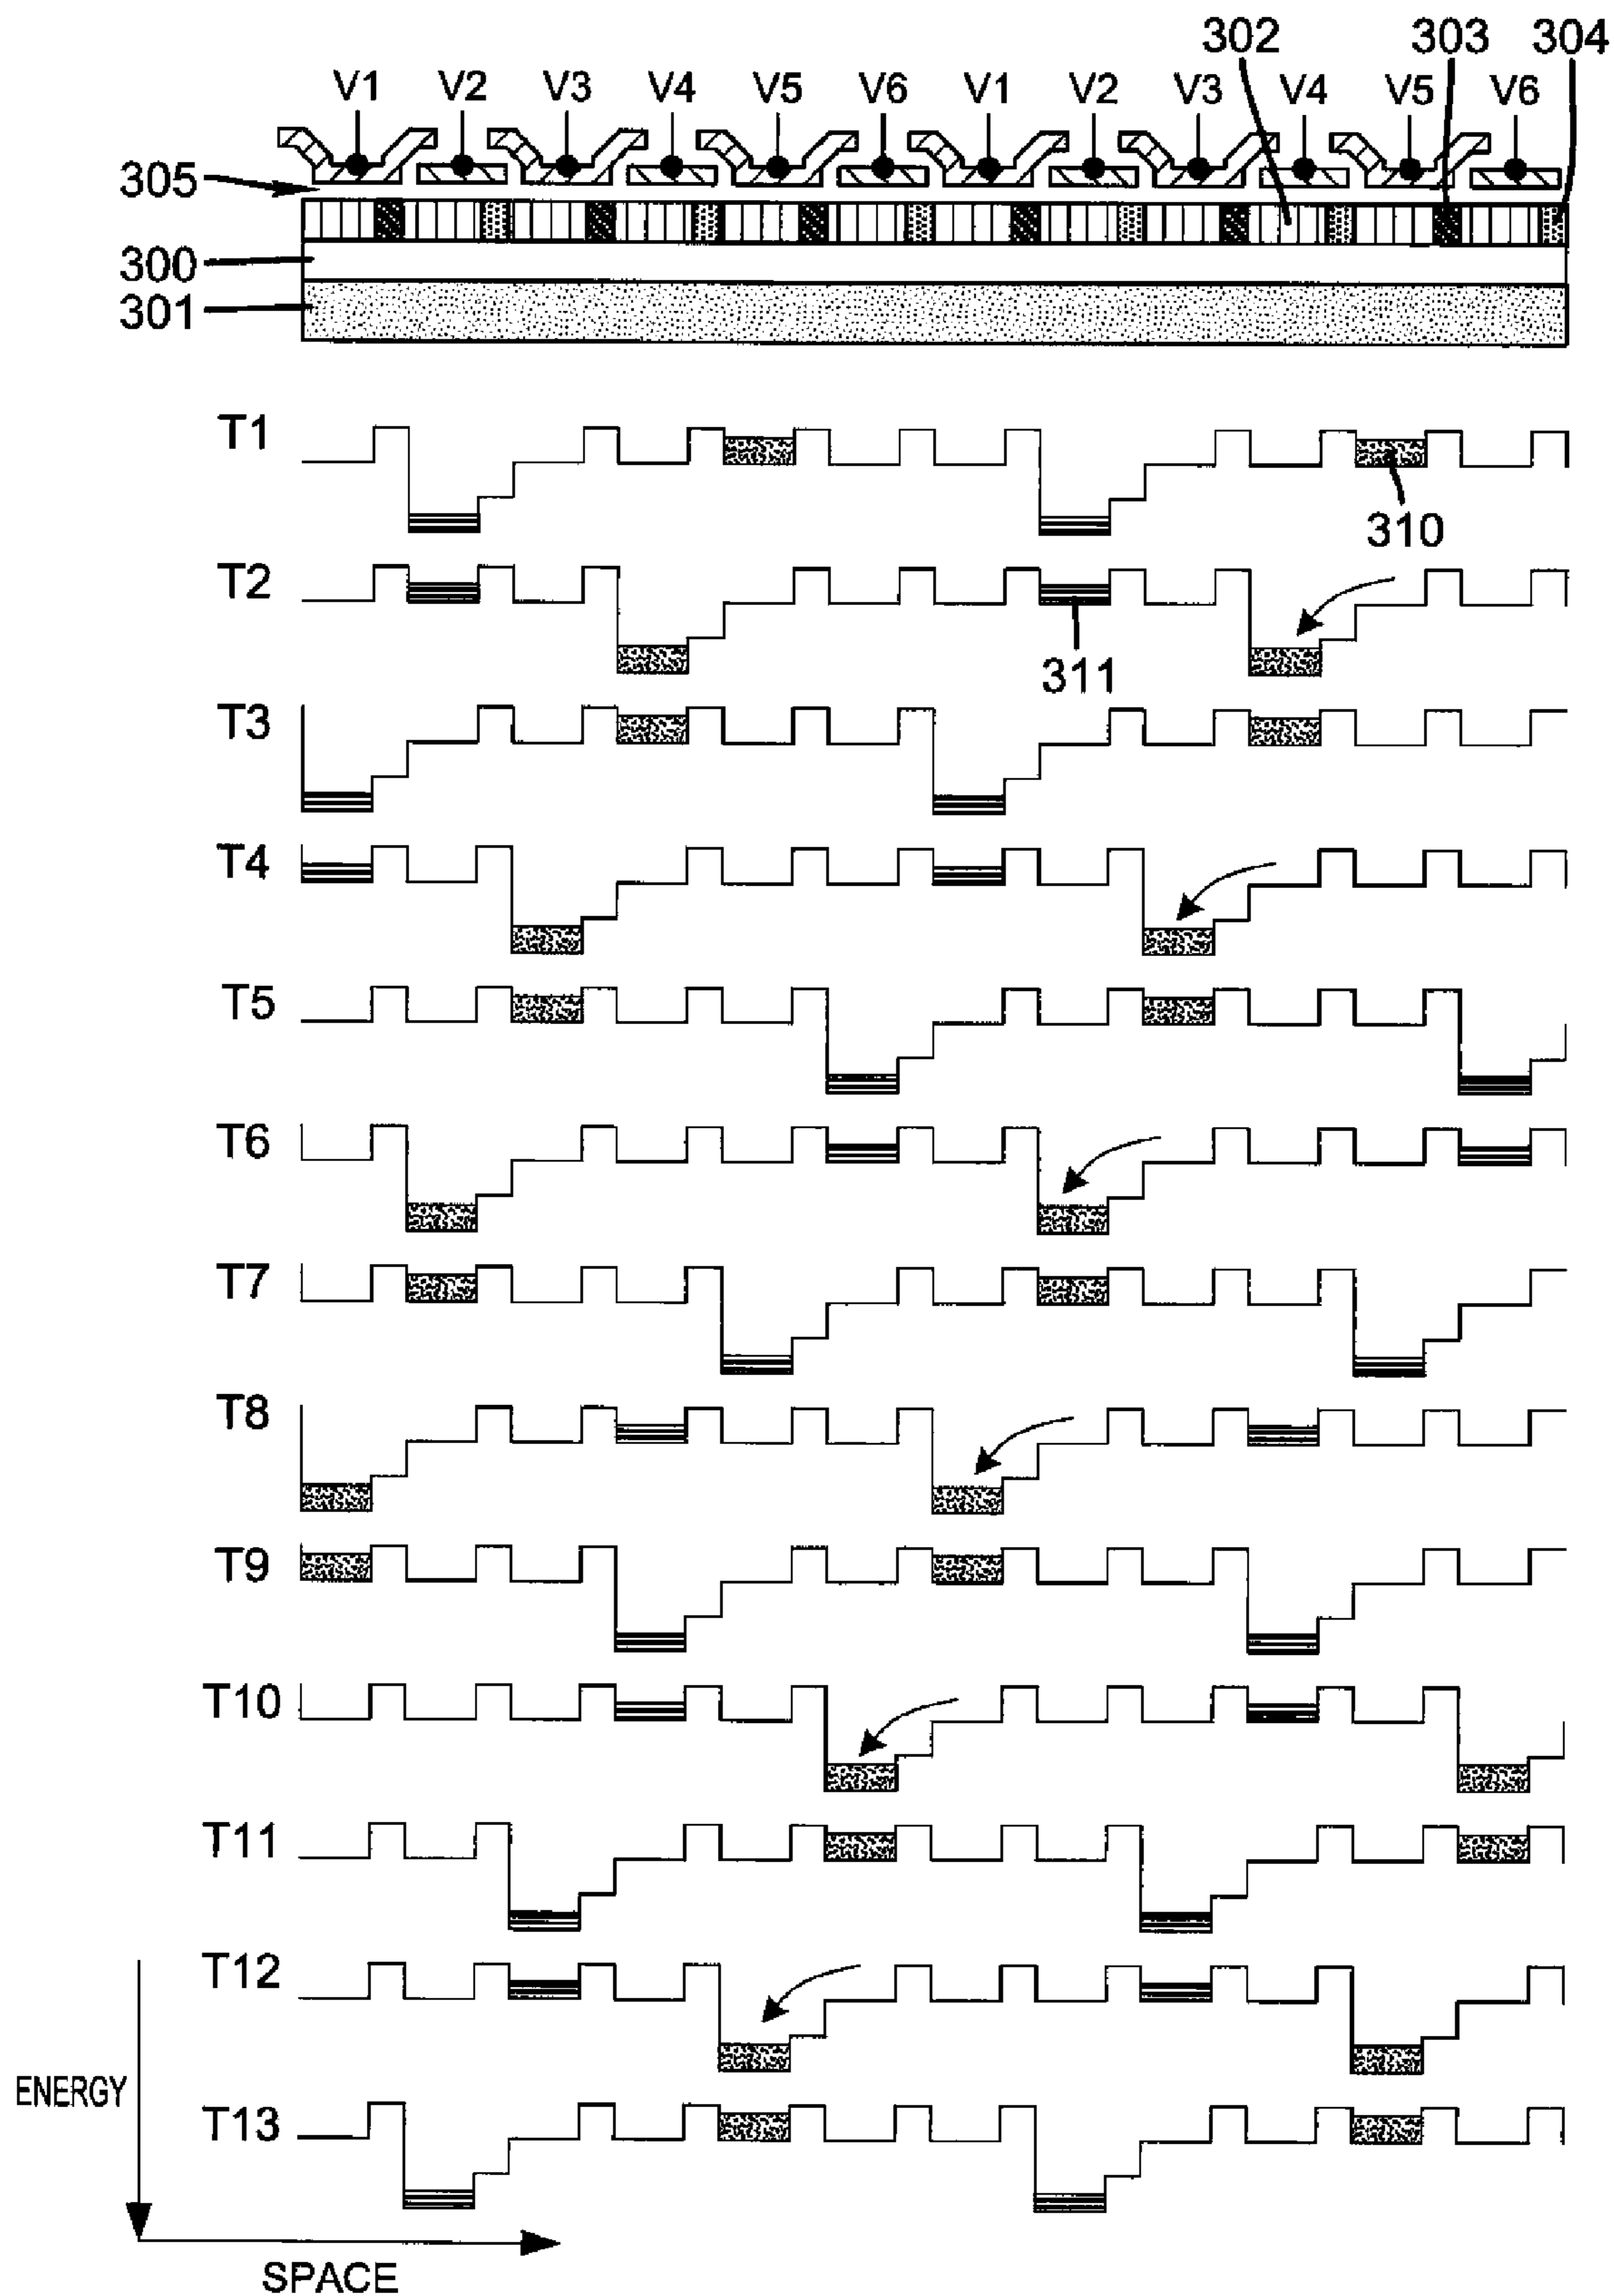 302 303 304
V1 V2 V3 V4 V5 V6 V1 V2 V3 V4 V5 V6
305
300
301
T1
310
T2
311
T3
T4
T5
T6
T7
T8
T9
T10
T11
T12
ENERGY
T13
SPACE